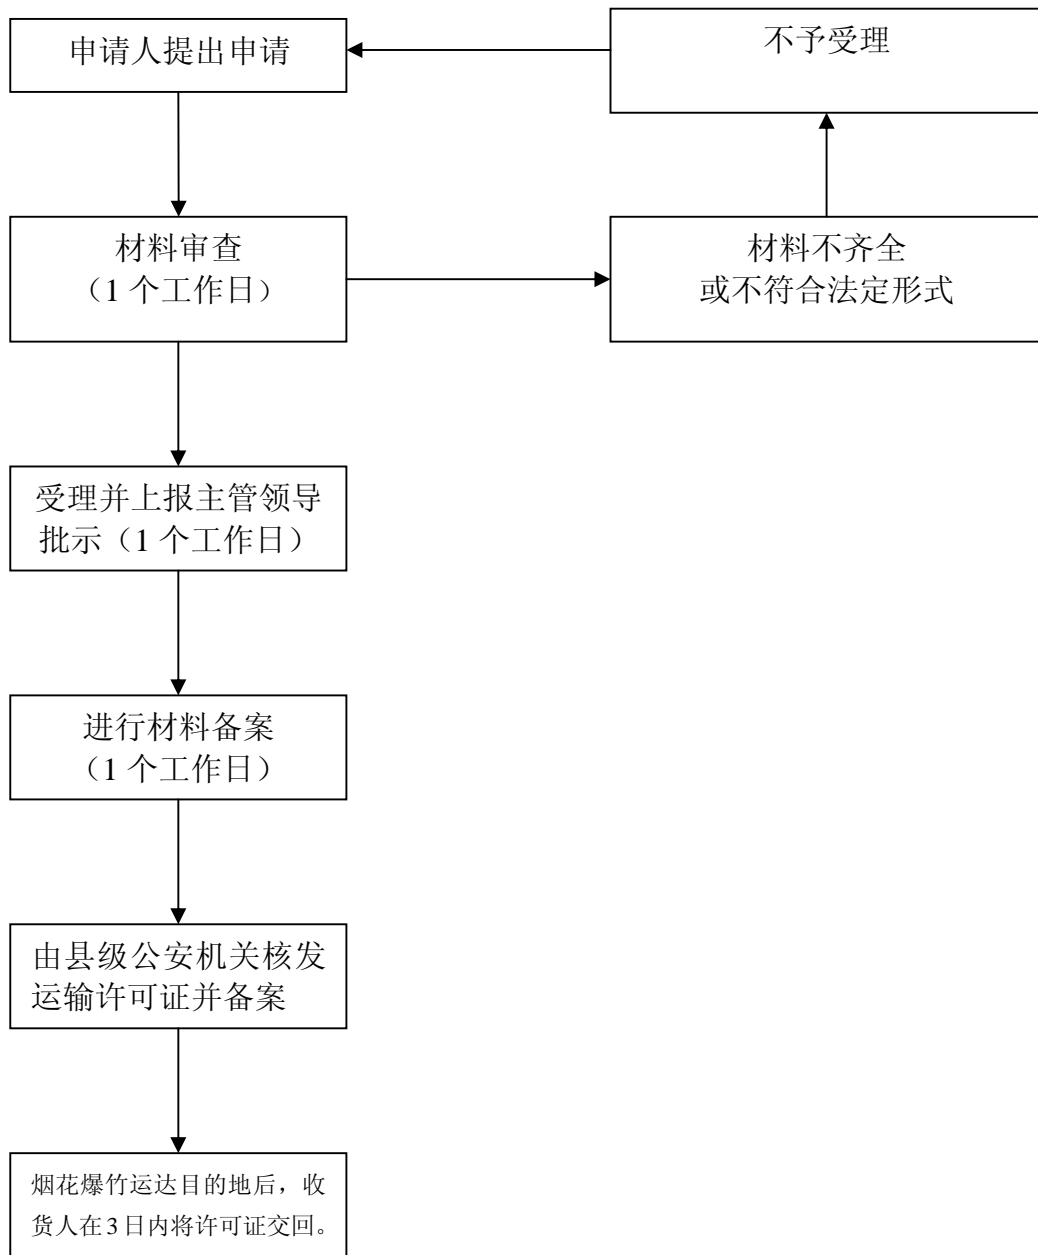 申请人提出申请
不予受理
材料审查
（1 个工作日）
材料不齐全
或不符合法定形式
受理并上报主管领导
批示（1 个工作日）
进行材料备案
（1 个工作日）
由县级公安机关核发
运输许可证并备案
烟花爆竹运达目的地后，收
货人在 3 日内将许可证交回。